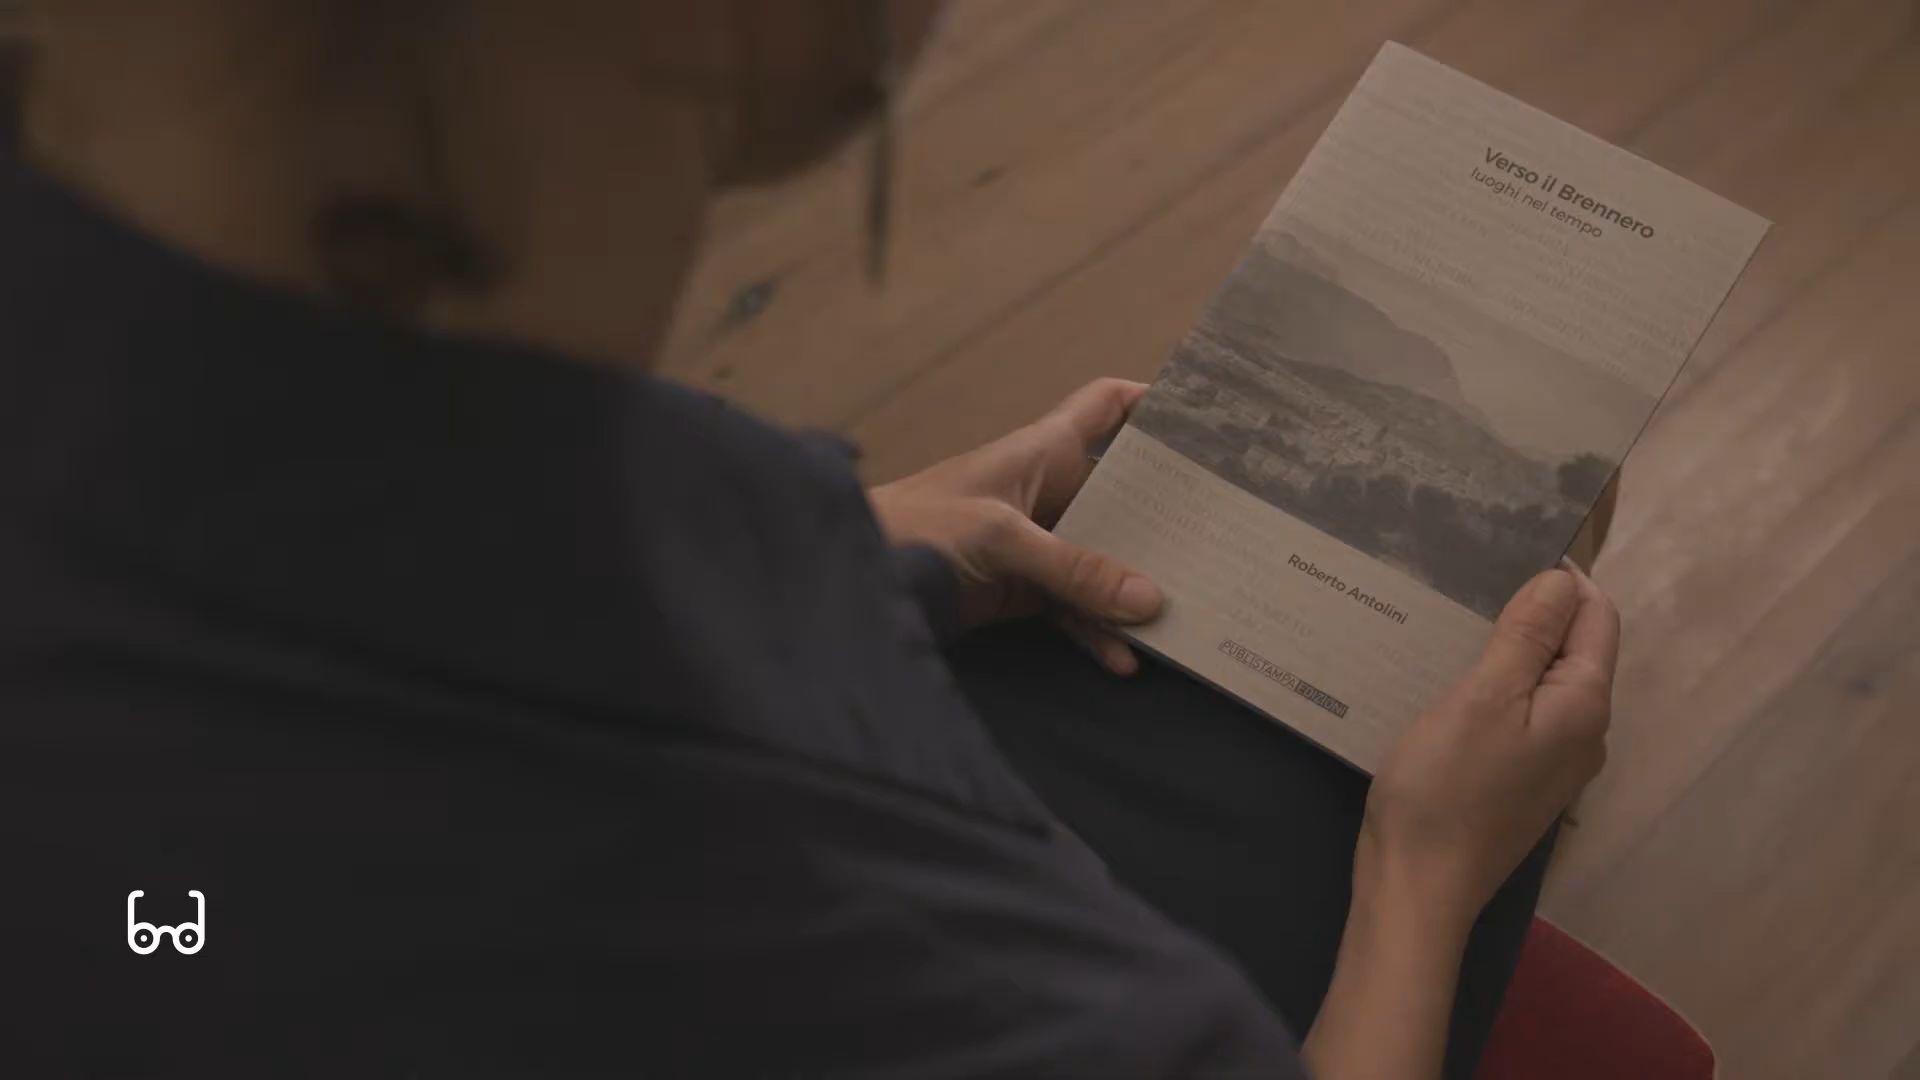 Verso il Brennero
luoghi nel tempo
Roberto Antolini
PUBLISTAMPA EDIZIONI